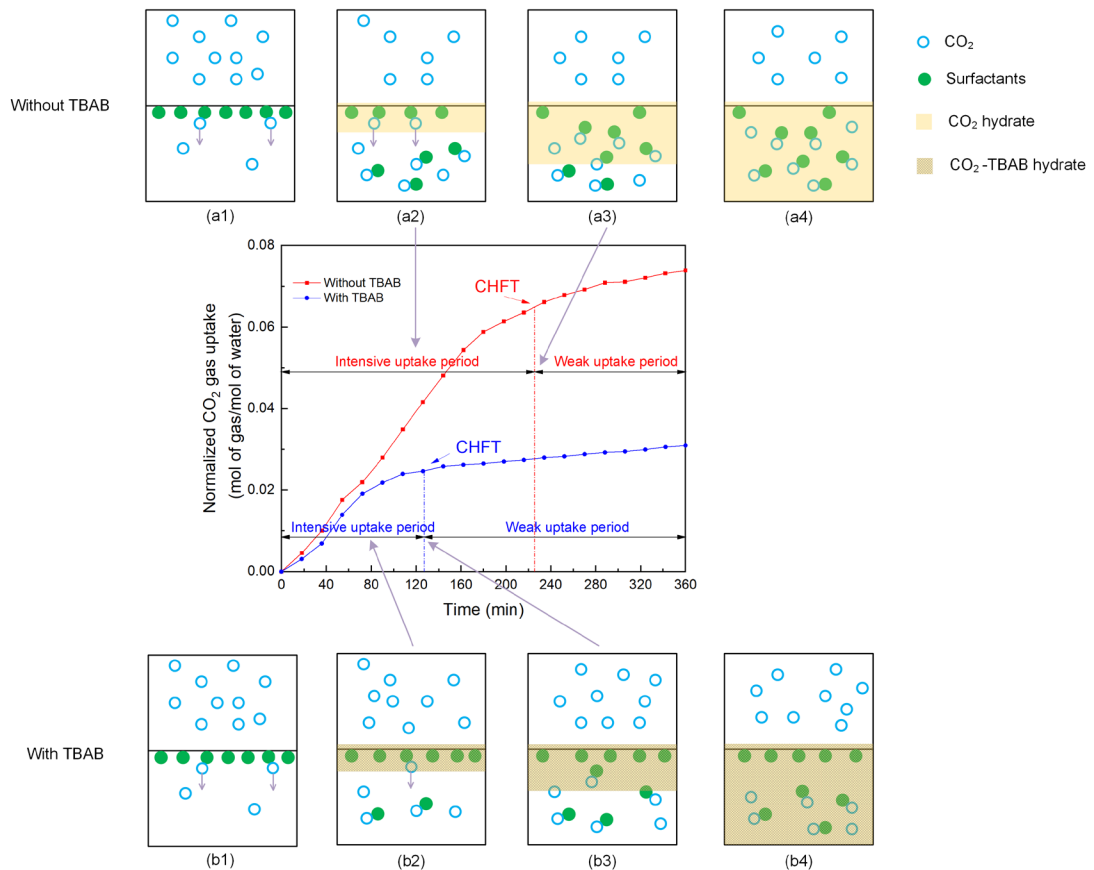 CO₂
Surfactants
Without TBAB
CO₂ hydrate
CO₂-TBAB hydrate
(a1)
(a2)
(a3)
(a4)
0.08
Without TBAB
With TBAB
CHFT
0.06
Intensive uptake period
Weak uptake period
Normalized CO₂ gas uptake
(mol of gas/mol of water)
0.04
CHFT
0.02
Intensive uptake period
Weak uptake period
0.00
0 40 80 120 160 200 240 280 320 360
Time (min)
With TBAB
(b1)
(b2)
(b3)
(b4)